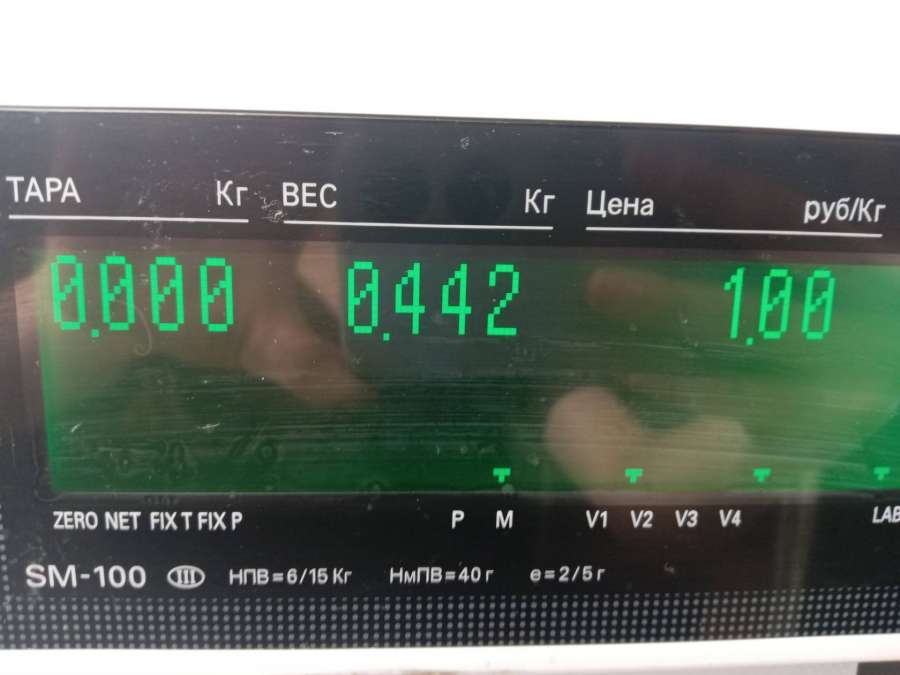 ТАРА Кг ВЕС Кг Цена руб/Кг
0.000 0.442 1.00
ZERO NET FIX T FIX P P M V1 V2 V3 V4
SM-100 III НПВ=6/15 Кг НмПВ=40 г e=2/5 г